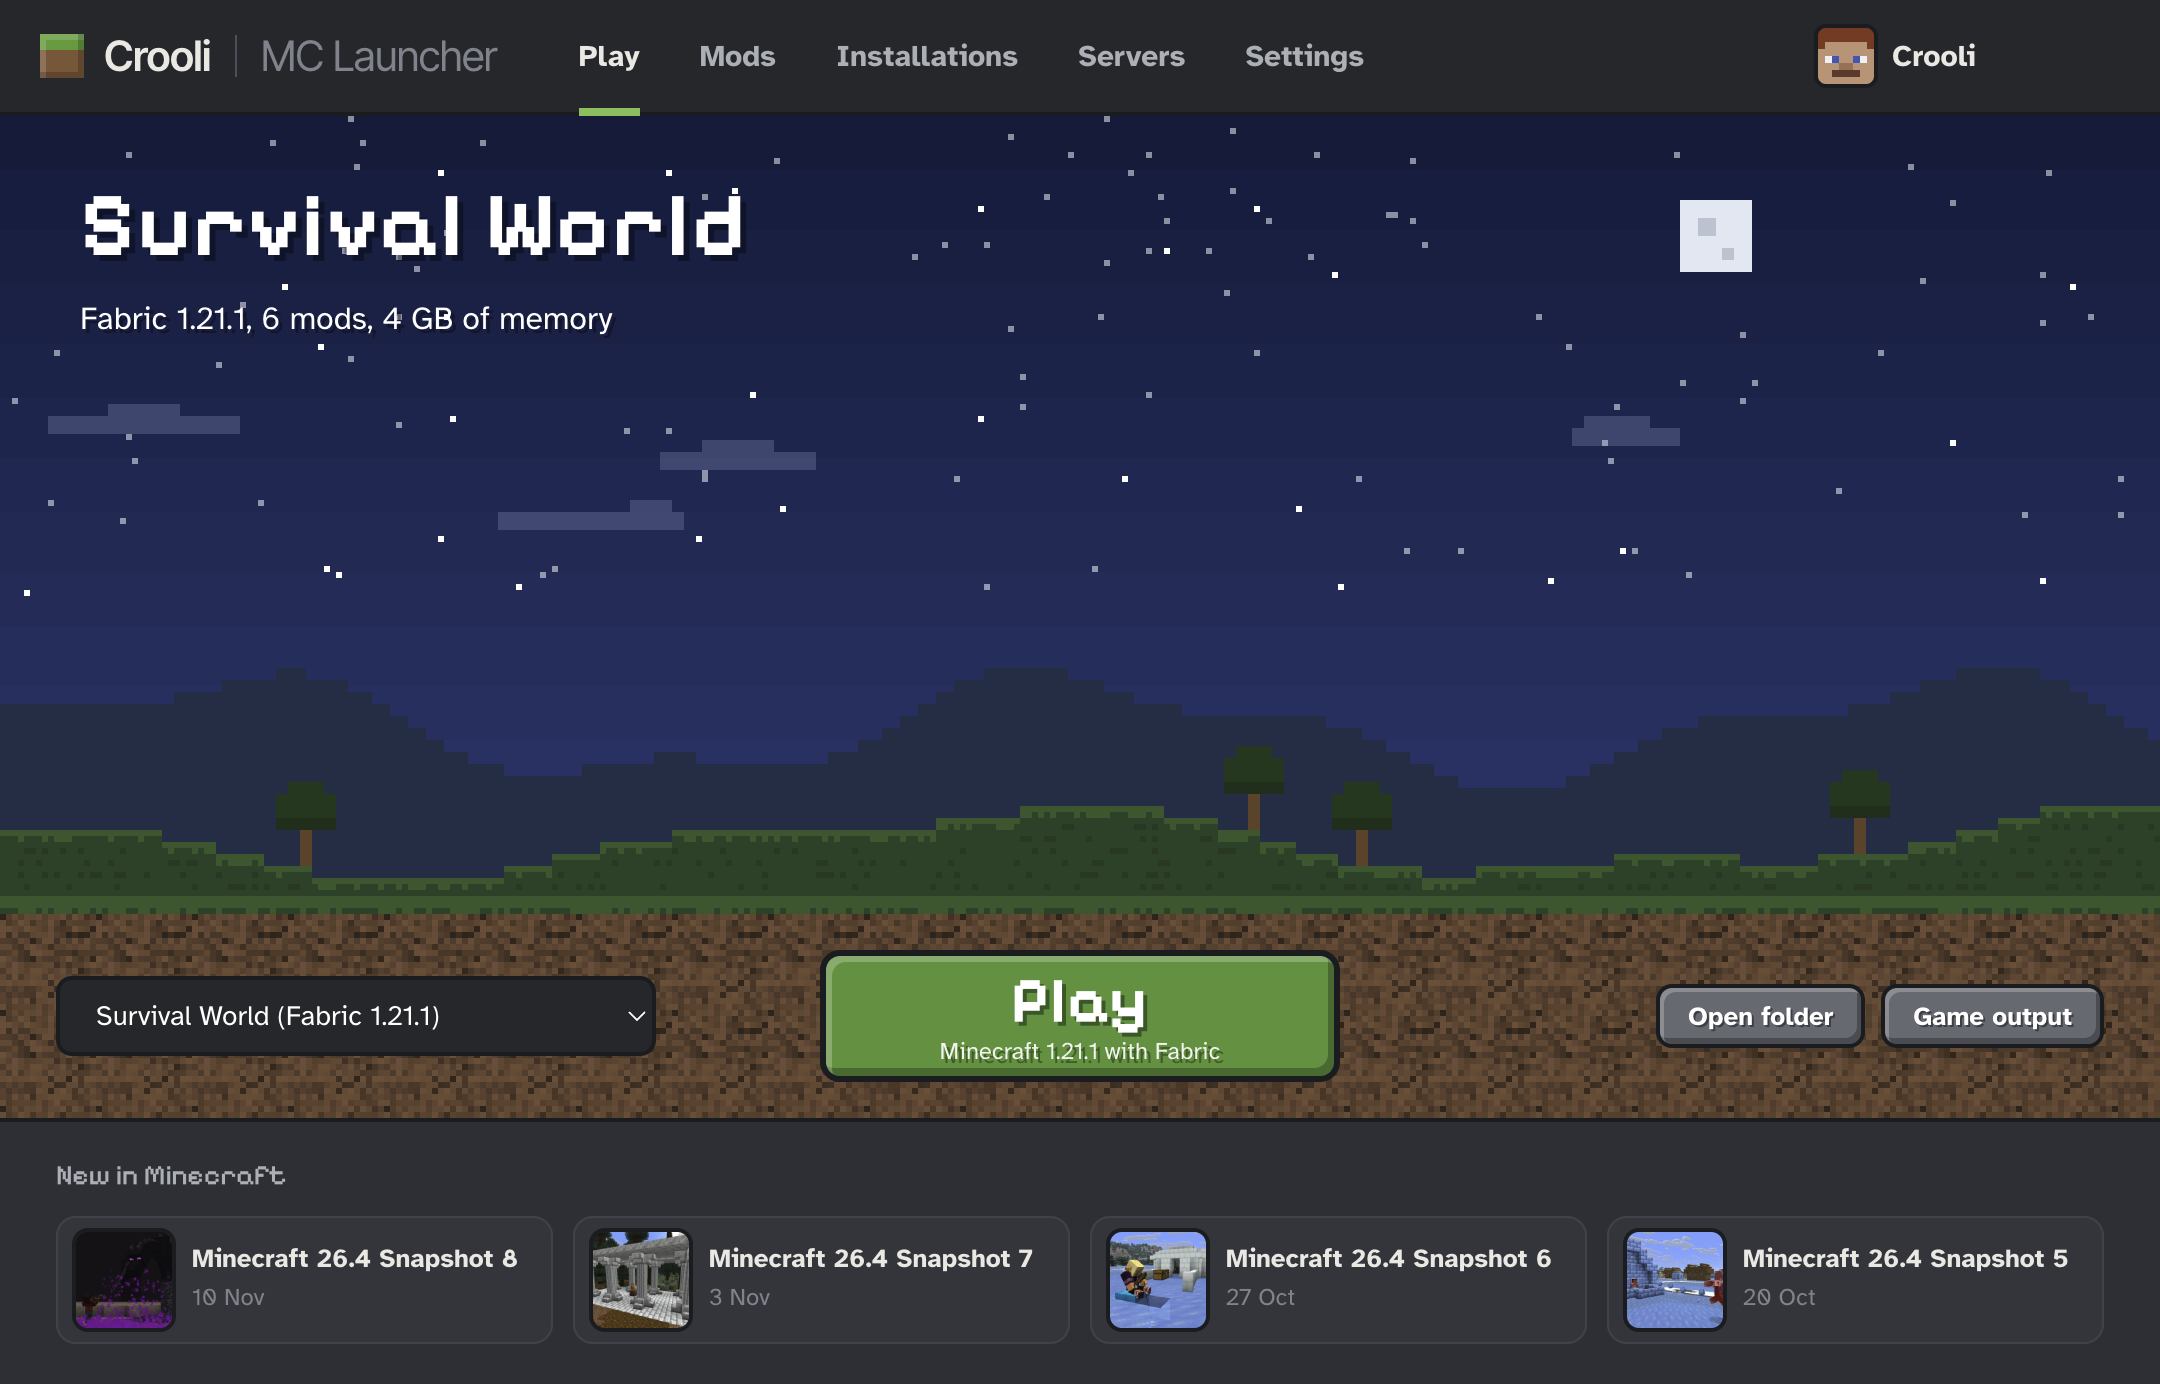 Crooli
MC Launcher
Play
Mods
Installations
Servers
Settings
Crooli
Survival World
Fabric 1.21.1, 6 mods, 4 GB of memory
Survival World (Fabric 1.21.1)
Play
Minecraft 1.21.1 with Fabric
Open folder
Game output
New in Minecraft
Minecraft 26.4 Snapshot 8
10 Nov
Minecraft 26.4 Snapshot 7
3 Nov
Minecraft 26.4 Snapshot 6
27 Oct
Minecraft 26.4 Snapshot 5
20 Oct